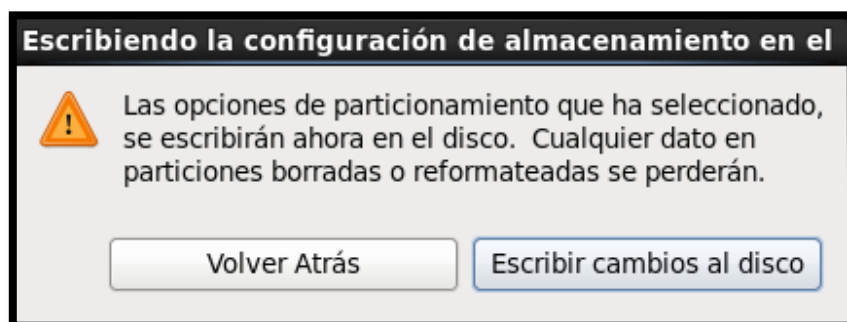 Escribiendo la configuración de almacenamiento en el
Las opciones de particionamiento que ha seleccionado,
se escribirán ahora en el disco.  Cualquier dato en
particiones borradas o reformateadas se perderán.
Volver Atrás
Escribir cambios al disco